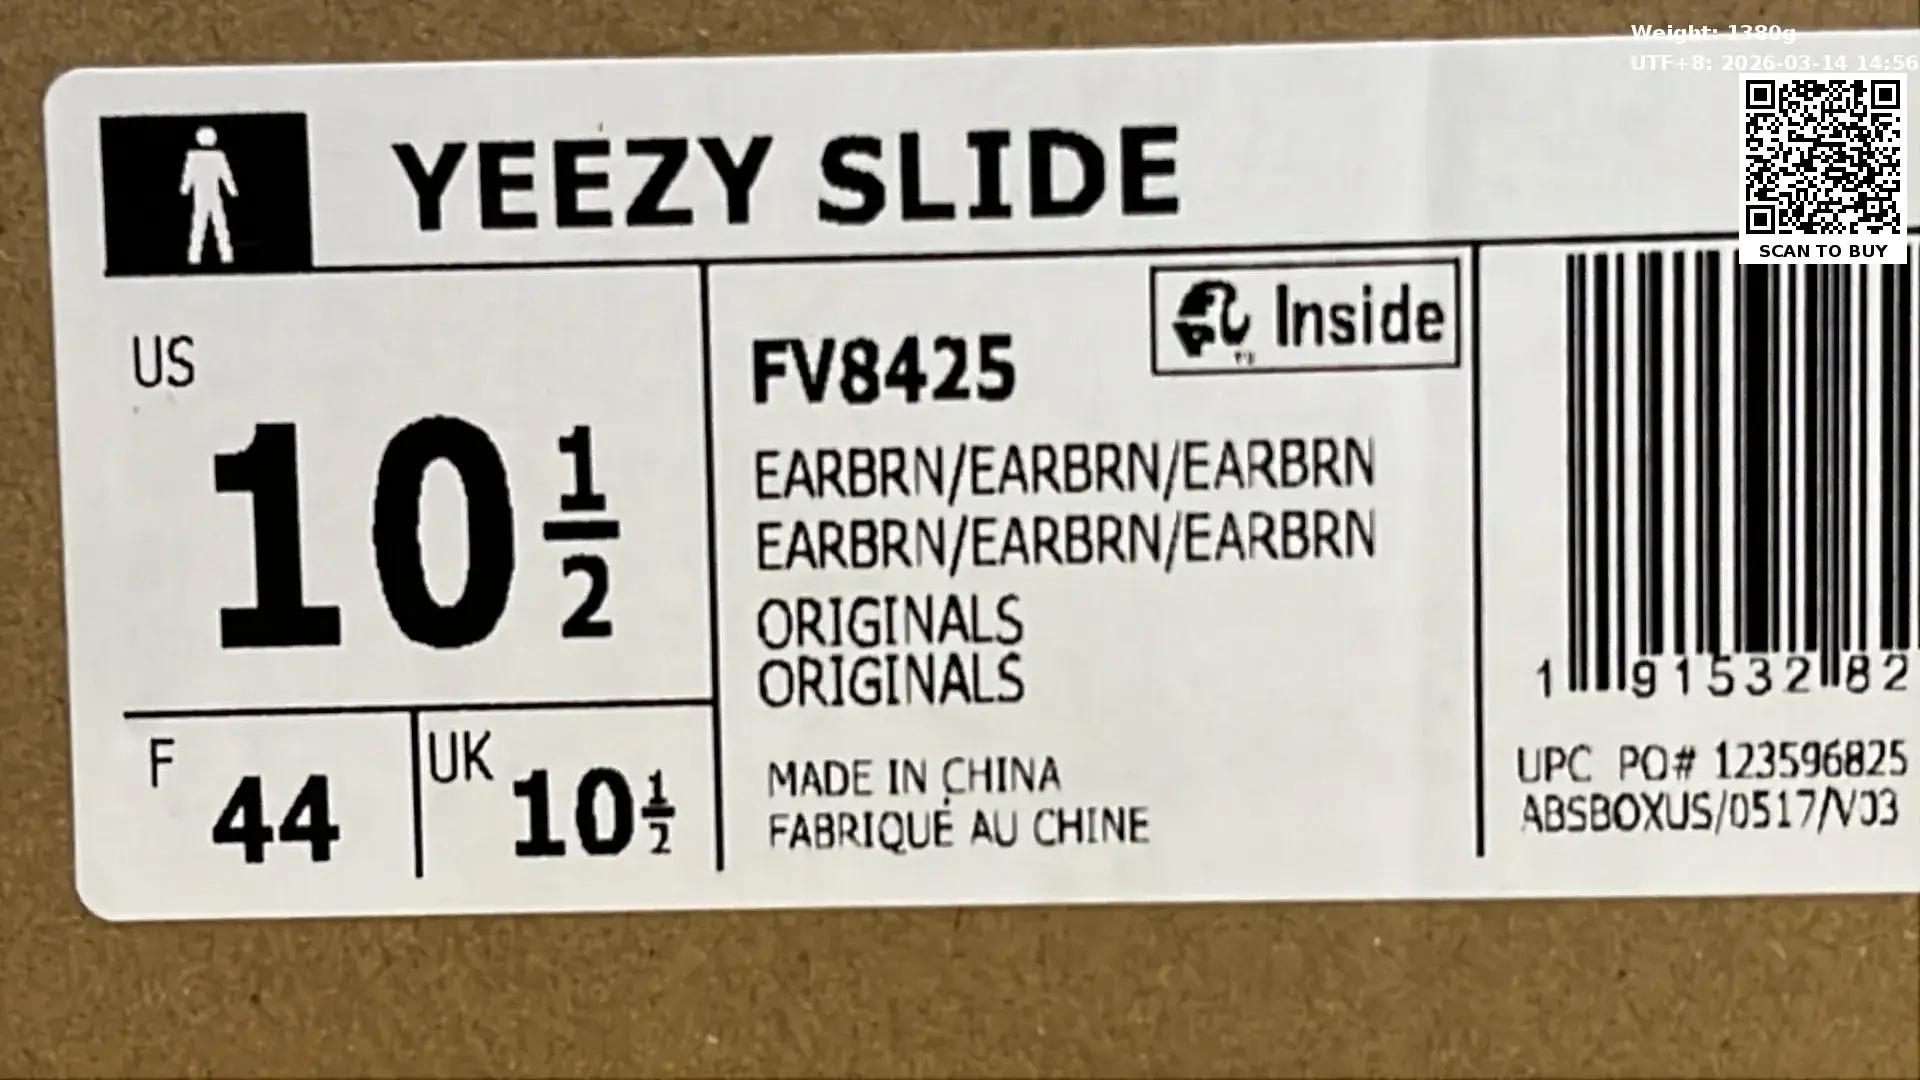 Weight: 1380g
UTF+8: 2026-03-14 14:56
SCAN TO BUY
YEEZY SLIDE
US
10 1/2
F 44
UK 10 1/2
FV8425
Inside
EARBRN/EARBRN/EARBRN
EARBRN/EARBRN/EARBRN
ORIGINALS
ORIGINALS
MADE IN CHINA
FABRIQUÉ AU CHINE
1 91532 82
UPC PO# 123596825
ABSBOXUS/0517/V03